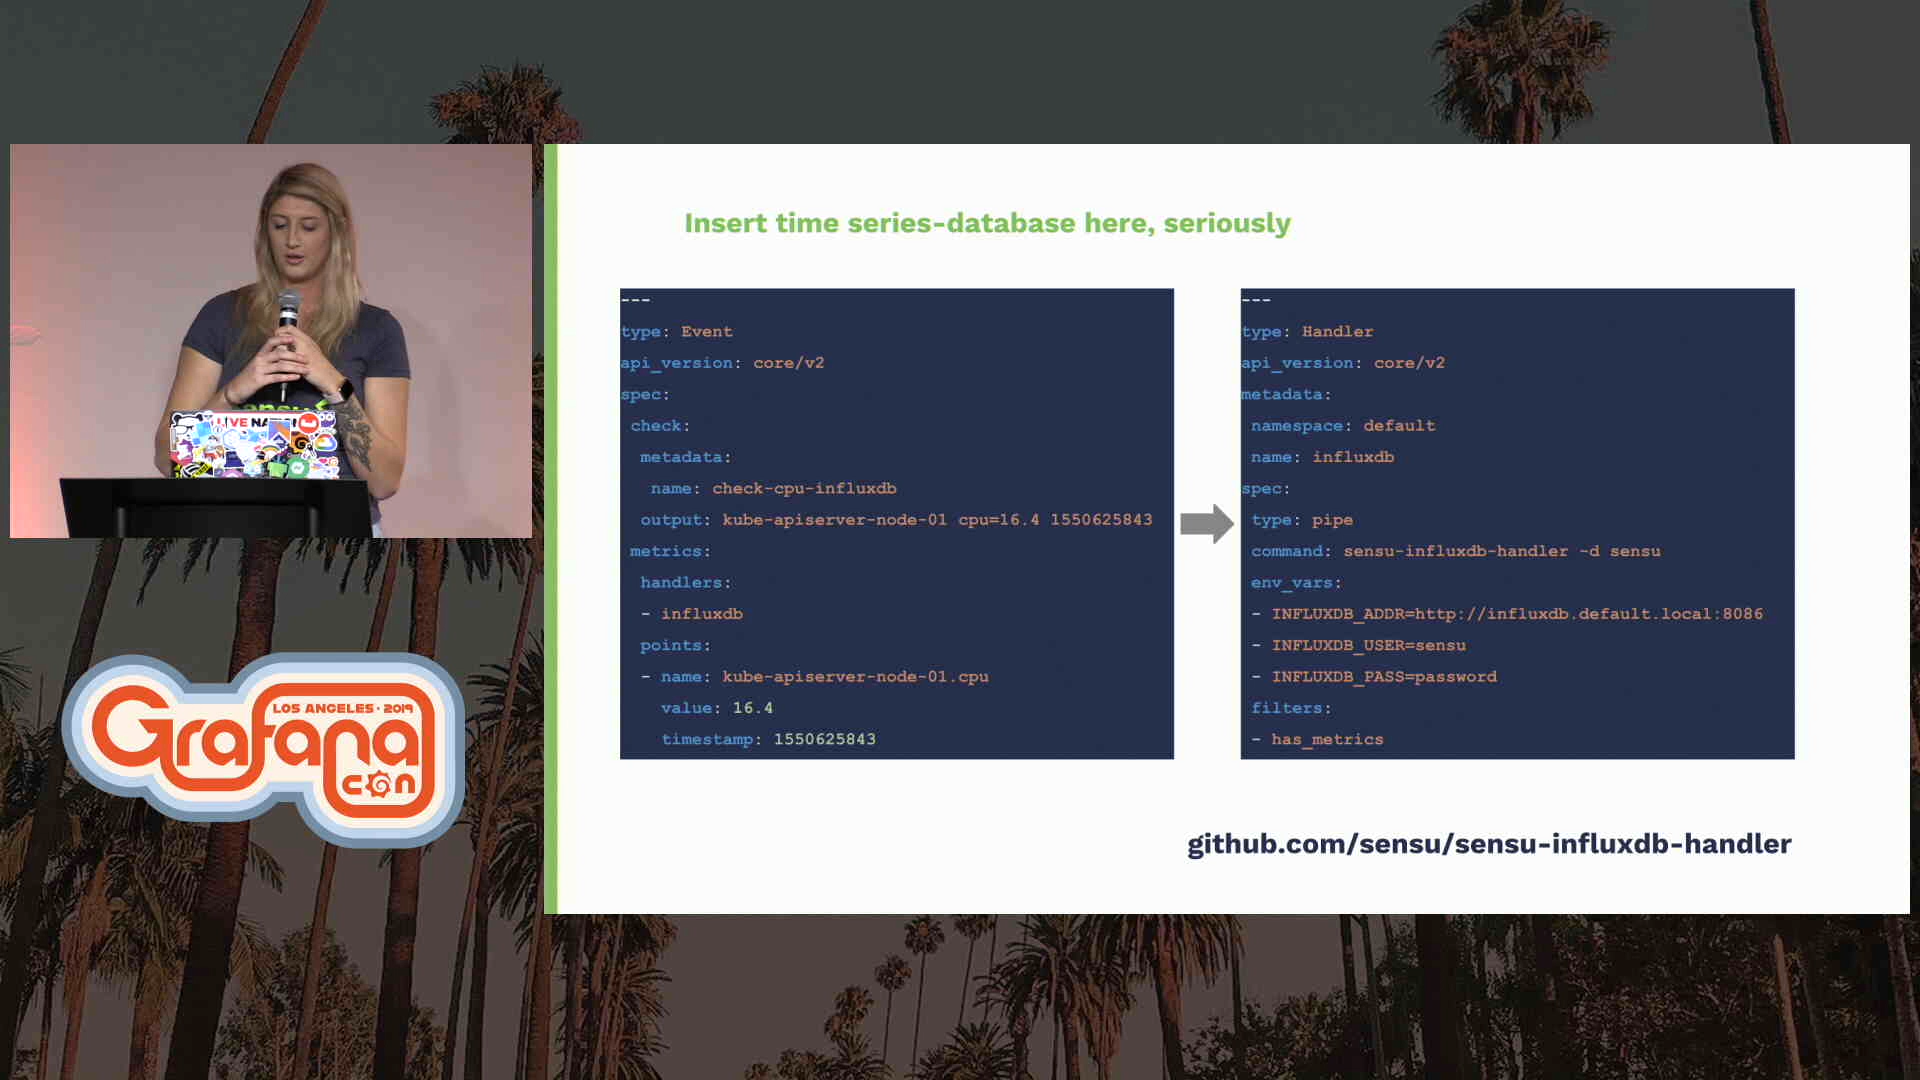 Insert time series-database here, seriously
---
type: Event
api_version: core/v2
spec:
check:
metadata:
name: check-cpu-influxdb
output: kube-apiserver-node-01 cpu=16.4 1550625843
metrics:
handlers:
- influxdb
points:
- name: kube-apiserver-node-01.cpu
value: 16.4
timestamp: 1550625843
---
type: Handler
api_version: core/v2
metadata:
namespace: default
name: influxdb
spec:
type: pipe
command: sensu-influxdb-handler -d sensu
env_vars:
- INFLUXDB_ADDR=http://influxdb.default.local:8086
- INFLUXDB_USER=sensu
- INFLUXDB_PASS=password
filters:
- has_metrics
github.com/sensu/sensu-influxdb-handler
LIVE
LOS ANGELES · 2019
Grafana
con